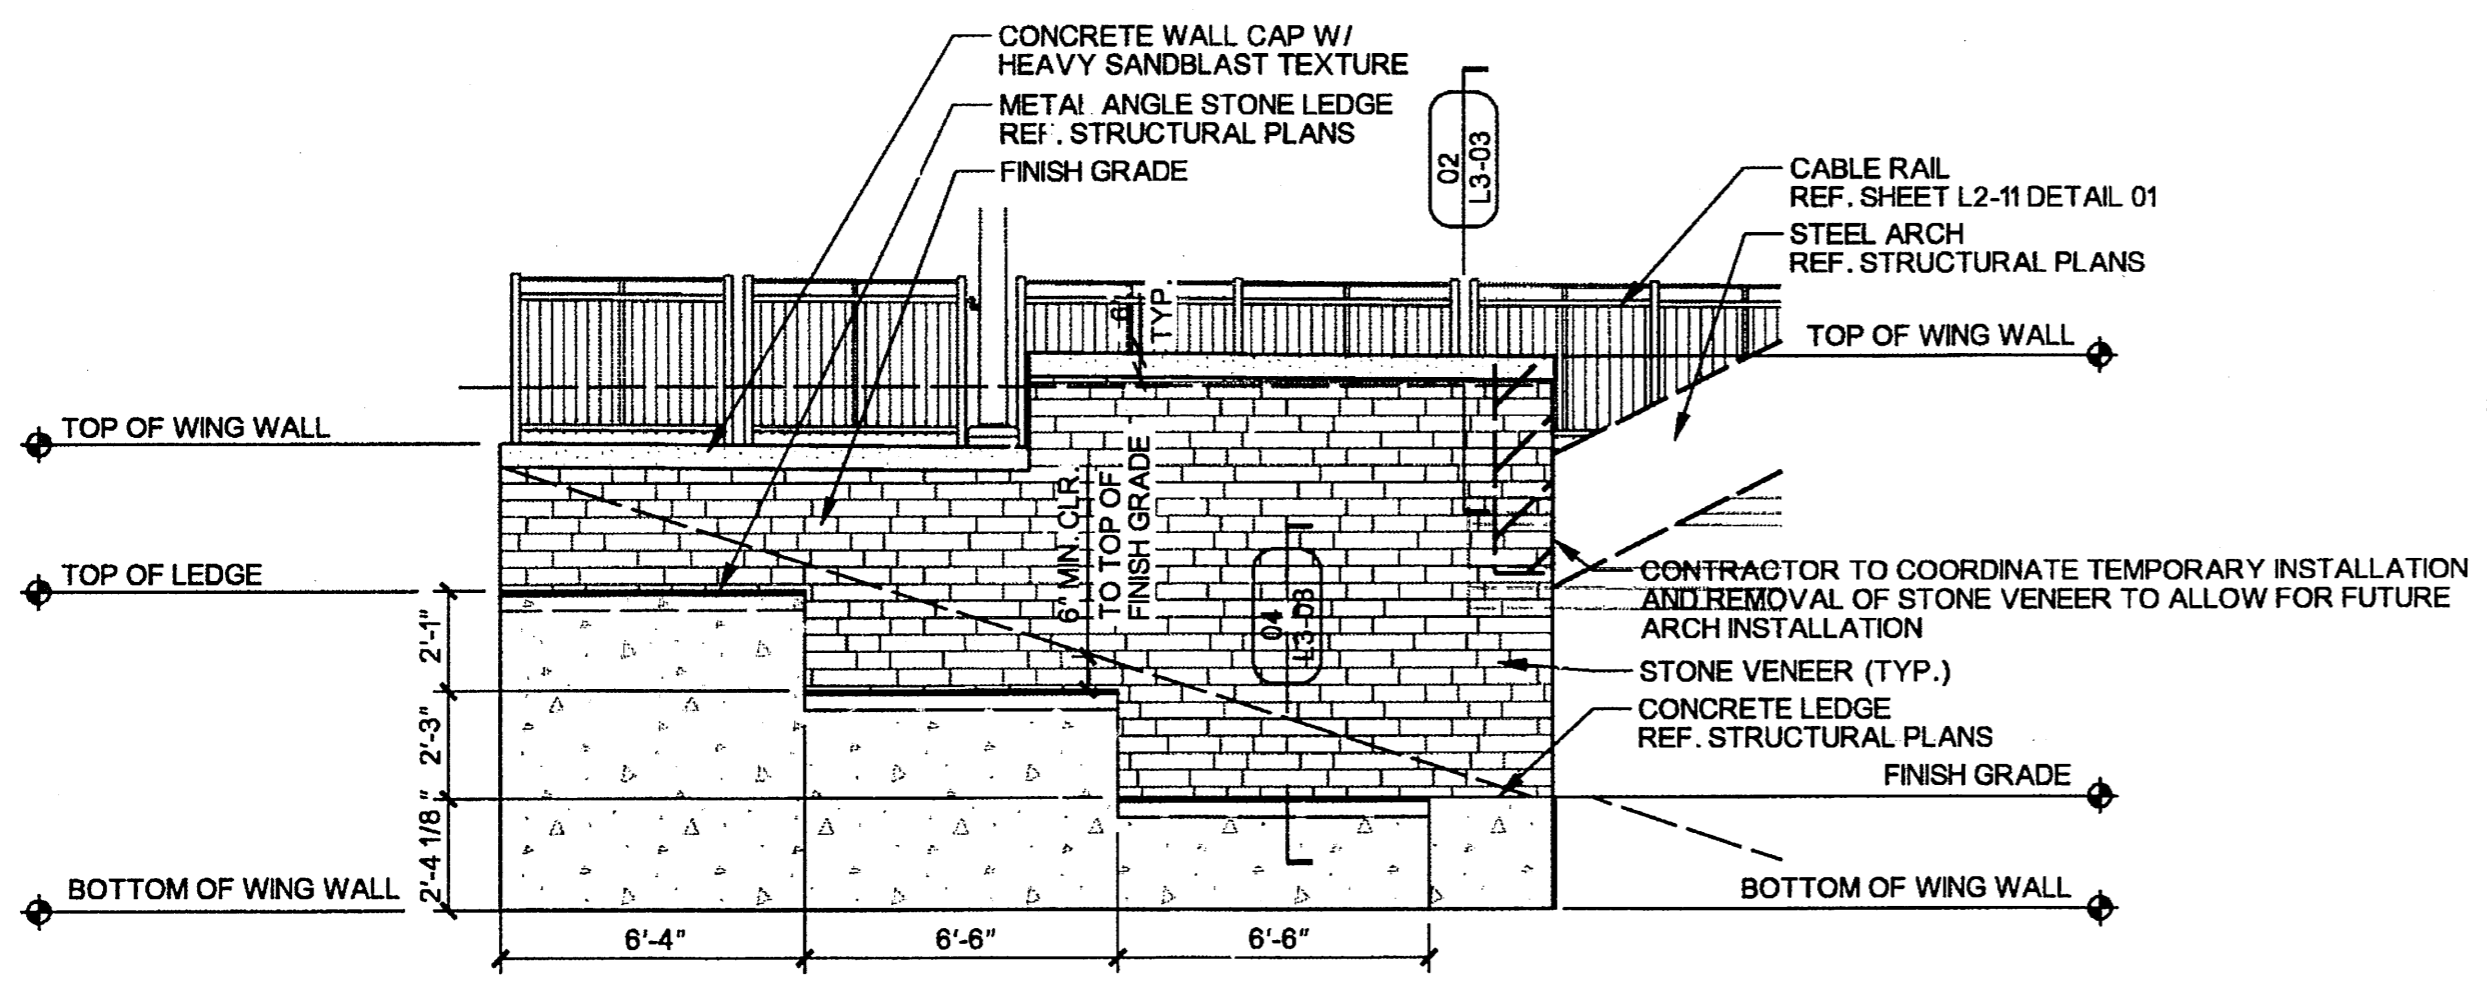 CONCRETE WALL CAP W/
HEAVY SANDBLAST TEXTURE
METAL ANGLE STONE LEDGE
REF. STRUCTURAL PLANS
FINISH GRADE
02
L3-03
CABLE RAIL
REF. SHEET L2-11 DETAIL 01
STEEL ARCH
REF. STRUCTURAL PLANS
TOP OF WING WALL
8"
TYP.
TOP OF WING WALL
TOP OF LEDGE
6" MIN. CLR.
TO TOP OF
FINISH GRADE
04
L3-03
CONTRACTOR TO COORDINATE TEMPORARY INSTALLATION
AND REMOVAL OF STONE VENEER TO ALLOW FOR FUTURE
ARCH INSTALLATION
STONE VENEER (TYP.)
CONCRETE LEDGE
REF. STRUCTURAL PLANS
FINISH GRADE
2'-1"
2'-3"
2'-4 1/8"
BOTTOM OF WING WALL
BOTTOM OF WING WALL
6'-4"
6'-6"
6'-6"